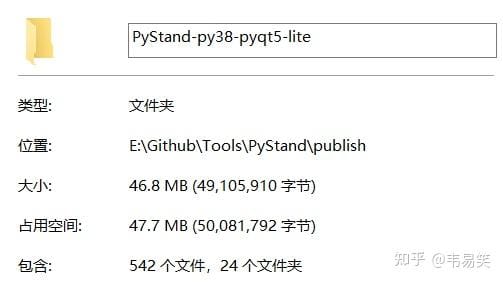 PyStand-py38-pyqt5-lite
类型: 文件夹
位置: E:\Github\Tools\PyStand\publish
大小: 46.8 MB (49,105,910 字节)
占用空间: 47.7 MB (50,081,792 字节)
包含: 542 个文件，24 个文件夹
知乎 @韦易笑